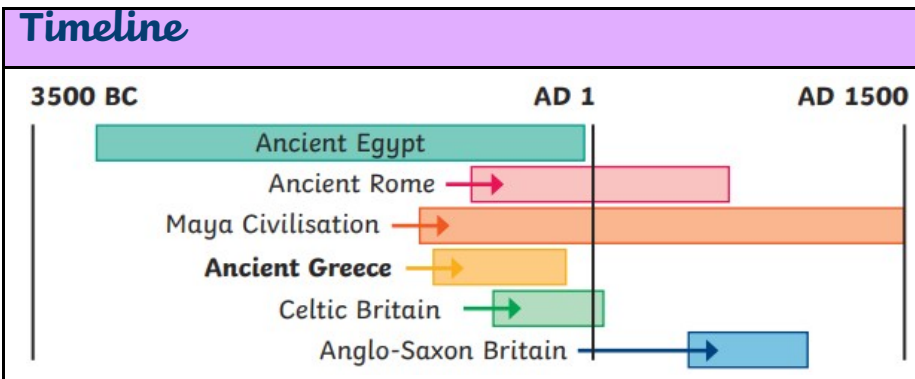 Timeline
3500 BC AD 1 AD 1500
Ancient Egypt
Ancient Rome
Maya Civilisation
Ancient Greece
Celtic Britain
Anglo-Saxon Britain